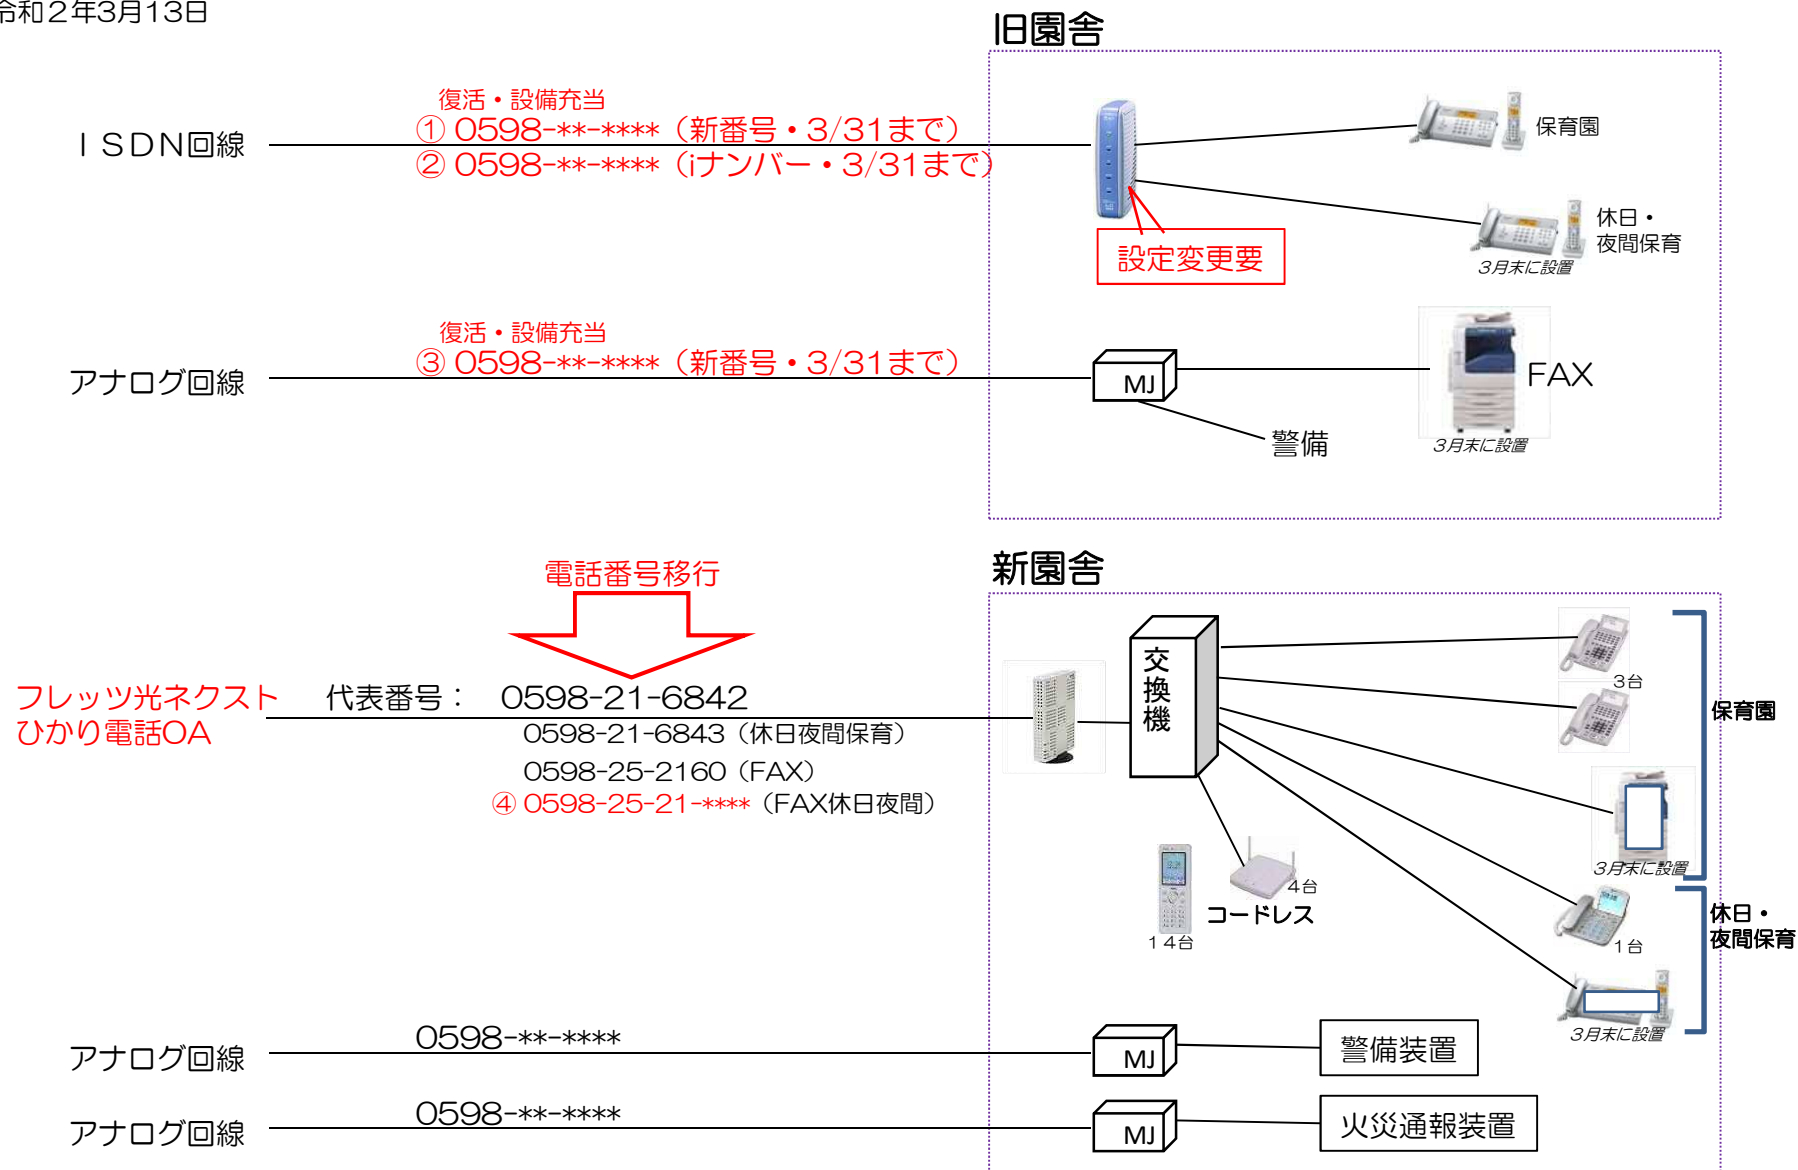 令和２年3月13日
旧園舎
復活・設備充当
① 0598-**-****（新番号・3/31まで）
ＩＳＤＮ回線
② 0598-**-****（iナンバー・3/31まで）
保育園
休日・
夜間保育
設定変更要
３月末に設置
復活・設備充当
③ 0598-**-****（新番号・3/31まで）
アナログ回線
MJ
FAX
警備
３月末に設置
新園舎
電話番号移行
交換機
3台
フレッツ光ネクスト
ひかり電話OA
代表番号： 0598-21-6842
0598-21-6843（休日夜間保育）
0598-25-2160（FAX）
④ 0598-25-21-****（FAX休日夜間）
保育園
３月末に設置
4台
コードレス
１４台
１台
休日・
夜間保育
３月末に設置
0598-**-****
アナログ回線
MJ
警備装置
0598-**-****
アナログ回線
MJ
火災通報装置